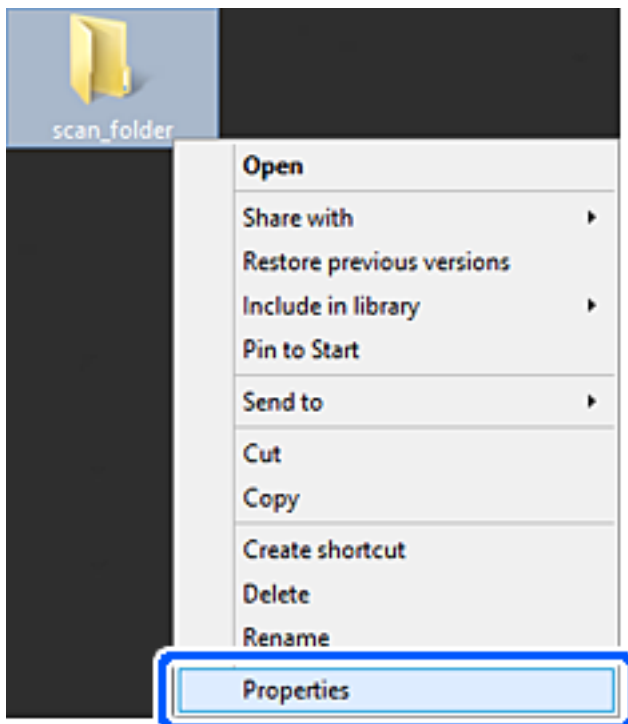 scan_folder
Open
Share with
Restore previous versions
Include in library
Pin to Start
Send to
Cut
Copy
Create shortcut
Delete
Rename
Properties